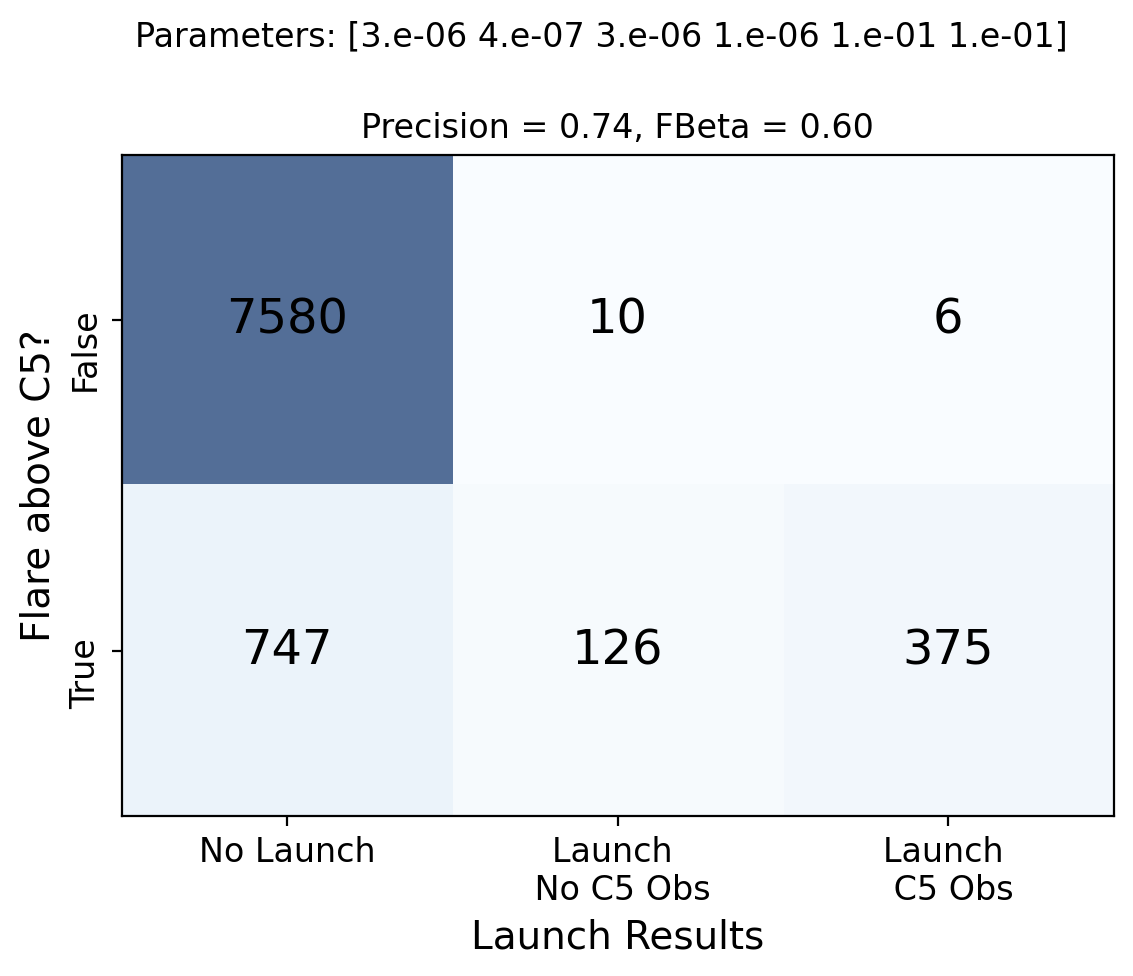 Parameters: [3.e-06 4.e-07 3.e-06 1.e-06 1.e-01 1.e-01]
Precision = 0.74, FBeta = 0.60
Flare above C5?
False
7580 10 6
True
747 126 375
No Launch
Launch
No C5 Obs
Launch
C5 Obs
Launch Results